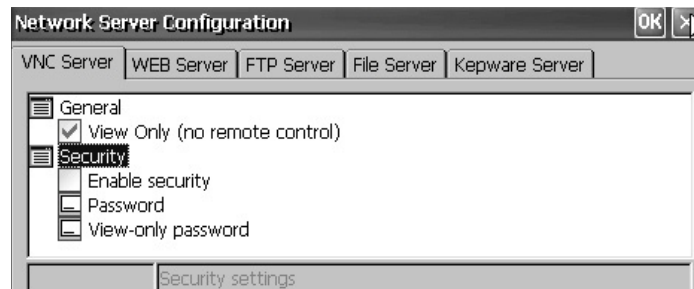 Network Server Configuration OK
VNC Server WEB Server FTP Server File Server Kepware Server
General
View Only (no remote control)
Security
Enable security
Password
View-only password
Security settings